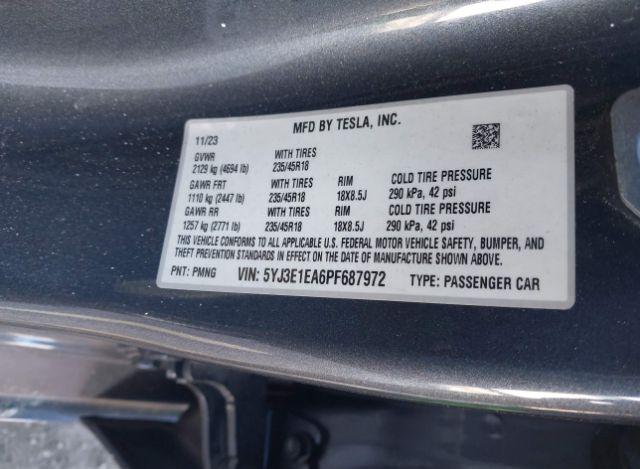 MFD BY TESLA, INC.
11/23
GVWR WITH TIRES
2129 kg (4694 lb) 235/45R18
GAWR FRT WITH TIRES RIM COLD TIRE PRESSURE
1110 kg (2447 lb) 235/45R18 18X8.5J 290 kPa, 42 psi
GAWR RR WITH TIRES RIM COLD TIRE PRESSURE
1257 kg (2771 lb) 235/45R18 18X8.5J 290 kPa, 42 psi
THIS VEHICLE CONFORMS TO ALL APPLICABLE U.S. FEDERAL MOTOR VEHICLE SAFETY, BUMPER, AND
THEFT PREVENTION STANDARDS IN EFFECT ON THE DATE OF MANUFACTURE SHOWN ABOVE.
PNT: PMNG VIN: 5YJ3E1EA6PF687972 TYPE: PASSENGER CAR